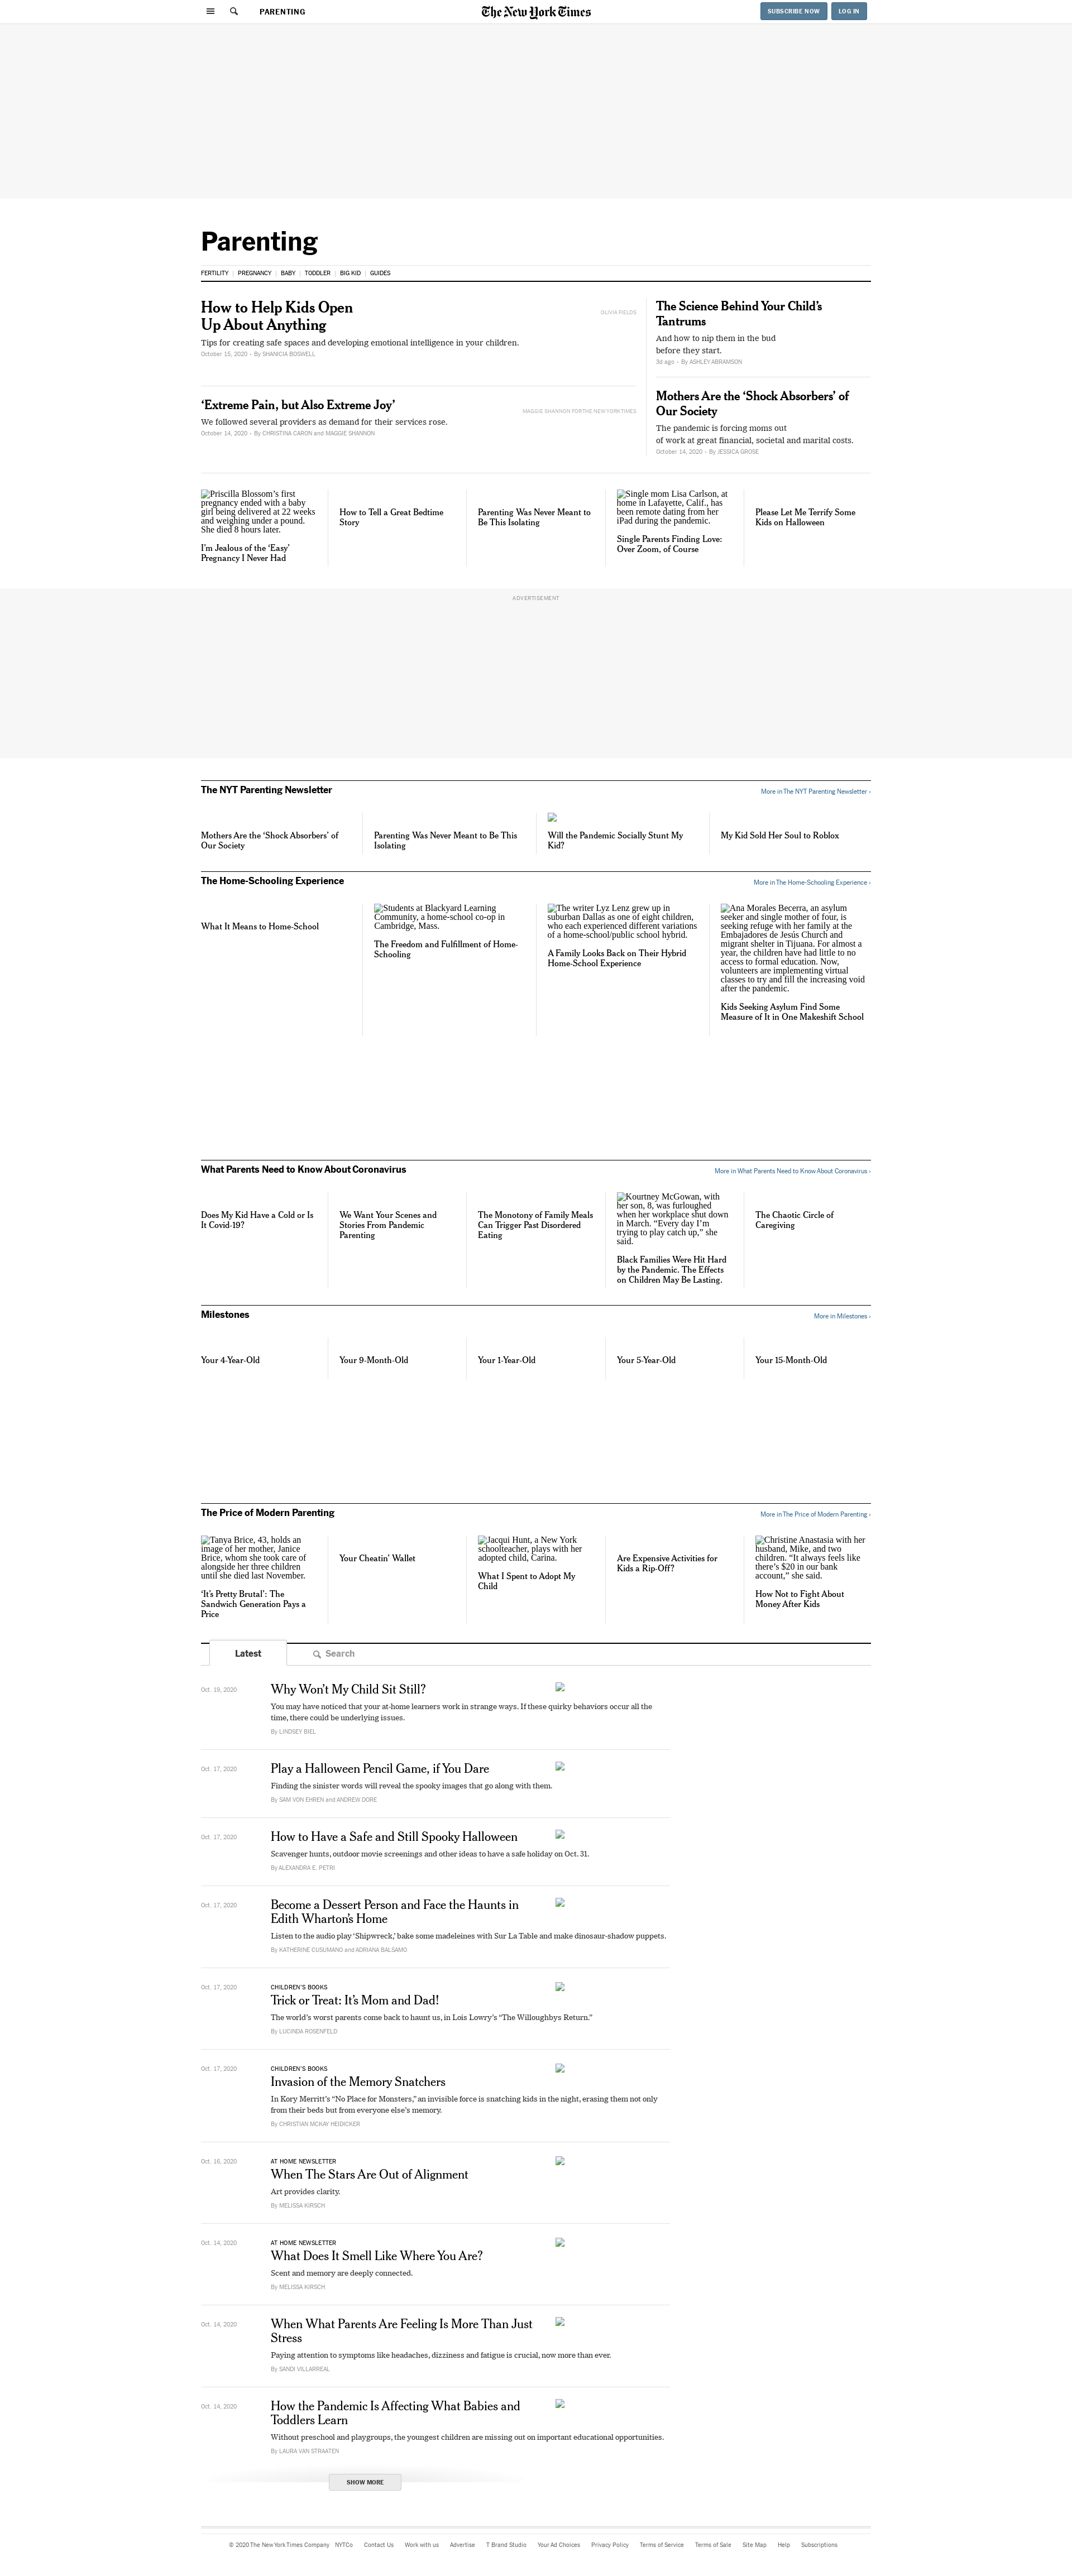 PARENTING
The New York Times
SUBSCRIBE NOW
LOG IN
Parenting
FERTILITY | PREGNANCY | BABY | TODDLER | BIG KID | GUIDES
How to Help Kids Open
Up About Anything
Tips for creating safe spaces and developing emotional intelligence in your children.
October 15, 2020 · By SHANICIA BOSWELL
OLIVIA FIELDS
‘Extreme Pain, but Also Extreme Joy’
We followed several providers as demand for their services rose.
October 14, 2020 · By CHRISTINA CARON and MAGGIE SHANNON
MAGGIE SHANNON FOR THE NEW YORK TIMES
The Science Behind Your Child’s
Tantrums
And how to nip them in the bud
before they start.
3d ago · By ASHLEY ABRAMSON
Mothers Are the ‘Shock Absorbers’ of
Our Society
The pandemic is forcing moms out
of work at great financial, societal and marital costs.
October 14, 2020 · By JESSICA GROSE
Priscilla Blossom’s first
pregnancy ended with a baby
girl being delivered at 22 weeks
and weighing under a pound.
She died 8 hours later.
I’m Jealous of the ‘Easy’
Pregnancy I Never Had
How to Tell a Great Bedtime
Story
Parenting Was Never Meant to
Be This Isolating
Single mom Lisa Carlson, at
home in Lafayette, Calif., has
been remote dating from her
iPad during the pandemic.
Single Parents Finding Love:
Over Zoom, of Course
Please Let Me Terrify Some
Kids on Halloween
ADVERTISEMENT
The NYT Parenting Newsletter
More in The NYT Parenting Newsletter ›
Mothers Are the ‘Shock Absorbers’ of
Our Society
Parenting Was Never Meant to Be This
Isolating
Will the Pandemic Socially Stunt My
Kid?
My Kid Sold Her Soul to Roblox
The Home-Schooling Experience
More in The Home-Schooling Experience ›
What It Means to Home-School
Students at Blackyard Learning
Community, a home-school co-op in
Cambridge, Mass.
The Freedom and Fulfillment of Home-
Schooling
The writer Lyz Lenz grew up in
suburban Dallas as one of eight children,
who each experienced different variations
of a home-school/public school hybrid.
A Family Looks Back on Their Hybrid
Home-School Experience
Ana Morales Becerra, an asylum
seeker and single mother of four, is
seeking refuge with her family at the
Embajadores de Jesús Church and
migrant shelter in Tijuana. For almost a
year, the children have had little to no
access to formal education. Now,
volunteers are implementing virtual
classes to try and fill the increasing void
after the pandemic.
Kids Seeking Asylum Find Some
Measure of It in One Makeshift School
What Parents Need to Know About Coronavirus
More in What Parents Need to Know About Coronavirus ›
Does My Kid Have a Cold or Is
It Covid-19?
We Want Your Scenes and
Stories From Pandemic
Parenting
The Monotony of Family Meals
Can Trigger Past Disordered
Eating
Kourtney McGowan, with
her son, 8, was furloughed
when her workplace shut down
in March. “Every day I’m
trying to play catch up,” she
said.
Black Families Were Hit Hard
by the Pandemic. The Effects
on Children May Be Lasting.
The Chaotic Circle of
Caregiving
Milestones
More in Milestones ›
Your 4-Year-Old
Your 9-Month-Old
Your 1-Year-Old
Your 5-Year-Old
Your 15-Month-Old
The Price of Modern Parenting
More in The Price of Modern Parenting ›
Tanya Brice, 43, holds an
image of her mother, Janice
Brice, whom she took care of
alongside her three children
until she died last November.
‘It’s Pretty Brutal’: The
Sandwich Generation Pays a
Price
Your Cheatin’ Wallet
Jacqui Hunt, a New York
schoolteacher, plays with her
adopted child, Carina.
What I Spent to Adopt My
Child
Are Expensive Activities for
Kids a Rip-Off?
Christine Anastasia with her
husband, Mike, and two
children. “It always feels like
there’s $20 in our bank
account,” she said.
How Not to Fight About
Money After Kids
Latest
Search
Oct. 19, 2020
Why Won’t My Child Sit Still?
You may have noticed that your at-home learners work in strange ways. If these quirky behaviors occur all the
time, there could be underlying issues.
By LINDSEY BIEL
Oct. 17, 2020
Play a Halloween Pencil Game, if You Dare
Finding the sinister words will reveal the spooky images that go along with them.
By SAM VON EHREN and ANDREW DORE
Oct. 17, 2020
How to Have a Safe and Still Spooky Halloween
Scavenger hunts, outdoor movie screenings and other ideas to have a safe holiday on Oct. 31.
By ALEXANDRA E. PETRI
Oct. 17, 2020
Become a Dessert Person and Face the Haunts in
Edith Wharton’s Home
Listen to the audio play ‘Shipwreck,’ bake some madeleines with Sur La Table and make dinosaur-shadow puppets.
By KATHERINE CUSUMANO and ADRIANA BALSAMO
Oct. 17, 2020
CHILDREN’S BOOKS
Trick or Treat: It’s Mom and Dad!
The world’s worst parents come back to haunt us, in Lois Lowry’s “The Willoughbys Return.”
By LUCINDA ROSENFELD
Oct. 17, 2020
CHILDREN’S BOOKS
Invasion of the Memory Snatchers
In Kory Merritt’s “No Place for Monsters,” an invisible force is snatching kids in the night, erasing them not only
from their beds but from everyone else’s memory.
By CHRISTIAN MCKAY HEIDICKER
Oct. 16, 2020
AT HOME NEWSLETTER
When The Stars Are Out of Alignment
Art provides clarity.
By MELISSA KIRSCH
Oct. 14, 2020
AT HOME NEWSLETTER
What Does It Smell Like Where You Are?
Scent and memory are deeply connected.
By MELISSA KIRSCH
Oct. 14, 2020
When What Parents Are Feeling Is More Than Just
Stress
Paying attention to symptoms like headaches, dizziness and fatigue is crucial, now more than ever.
By SANDI VILLARREAL
Oct. 14, 2020
How the Pandemic Is Affecting What Babies and
Toddlers Learn
Without preschool and playgroups, the youngest children are missing out on important educational opportunities.
By LAURA VAN STRAATEN
SHOW MORE
© 2020 The New York Times Company NYTCo Contact Us Work with us Advertise T Brand Studio Your Ad Choices Privacy Policy Terms of Service Terms of Sale Site Map Help Subscriptions